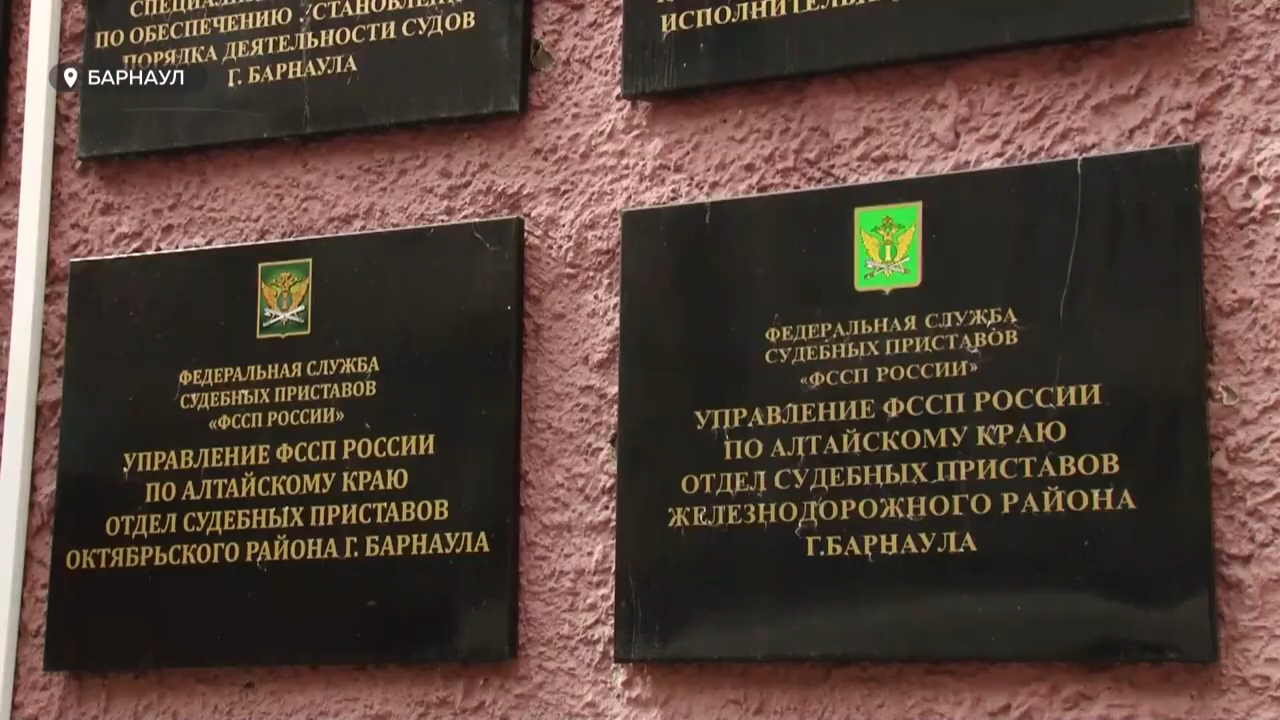 ПО ОБЕСПЕЧЕНИЮ УСТАНОВЛЕН
ПОРЯДКА ДЕЯТЕЛЬНОСТИ СУДОВ
Г. БАРНАУЛА
БАРНАУЛ
ФЕДЕРАЛЬНАЯ СЛУЖБА
СУДЕБНЫХ ПРИСТАВОВ
«ФССП РОССИИ»
УПРАВЛЕНИЕ ФССП РОССИИ
ПО АЛТАЙСКОМУ КРАЮ
ОТДЕЛ СУДЕБНЫХ ПРИСТАВОВ
ОКТЯБРЬСКОГО РАЙОНА Г. БАРНАУЛА
ФЕДЕРАЛЬНАЯ СЛУЖБА
СУДЕБНЫХ ПРИСТАВОВ
«ФССП РОССИИ»
УПРАВЛЕНИЕ ФССП РОССИИ
ПО АЛТАЙСКОМУ КРАЮ
ОТДЕЛ СУДЕБНЫХ ПРИСТАВОВ
ЖЕЛЕЗНОДОРОЖНОГО РАЙОНА
Г.БАРНАУЛА